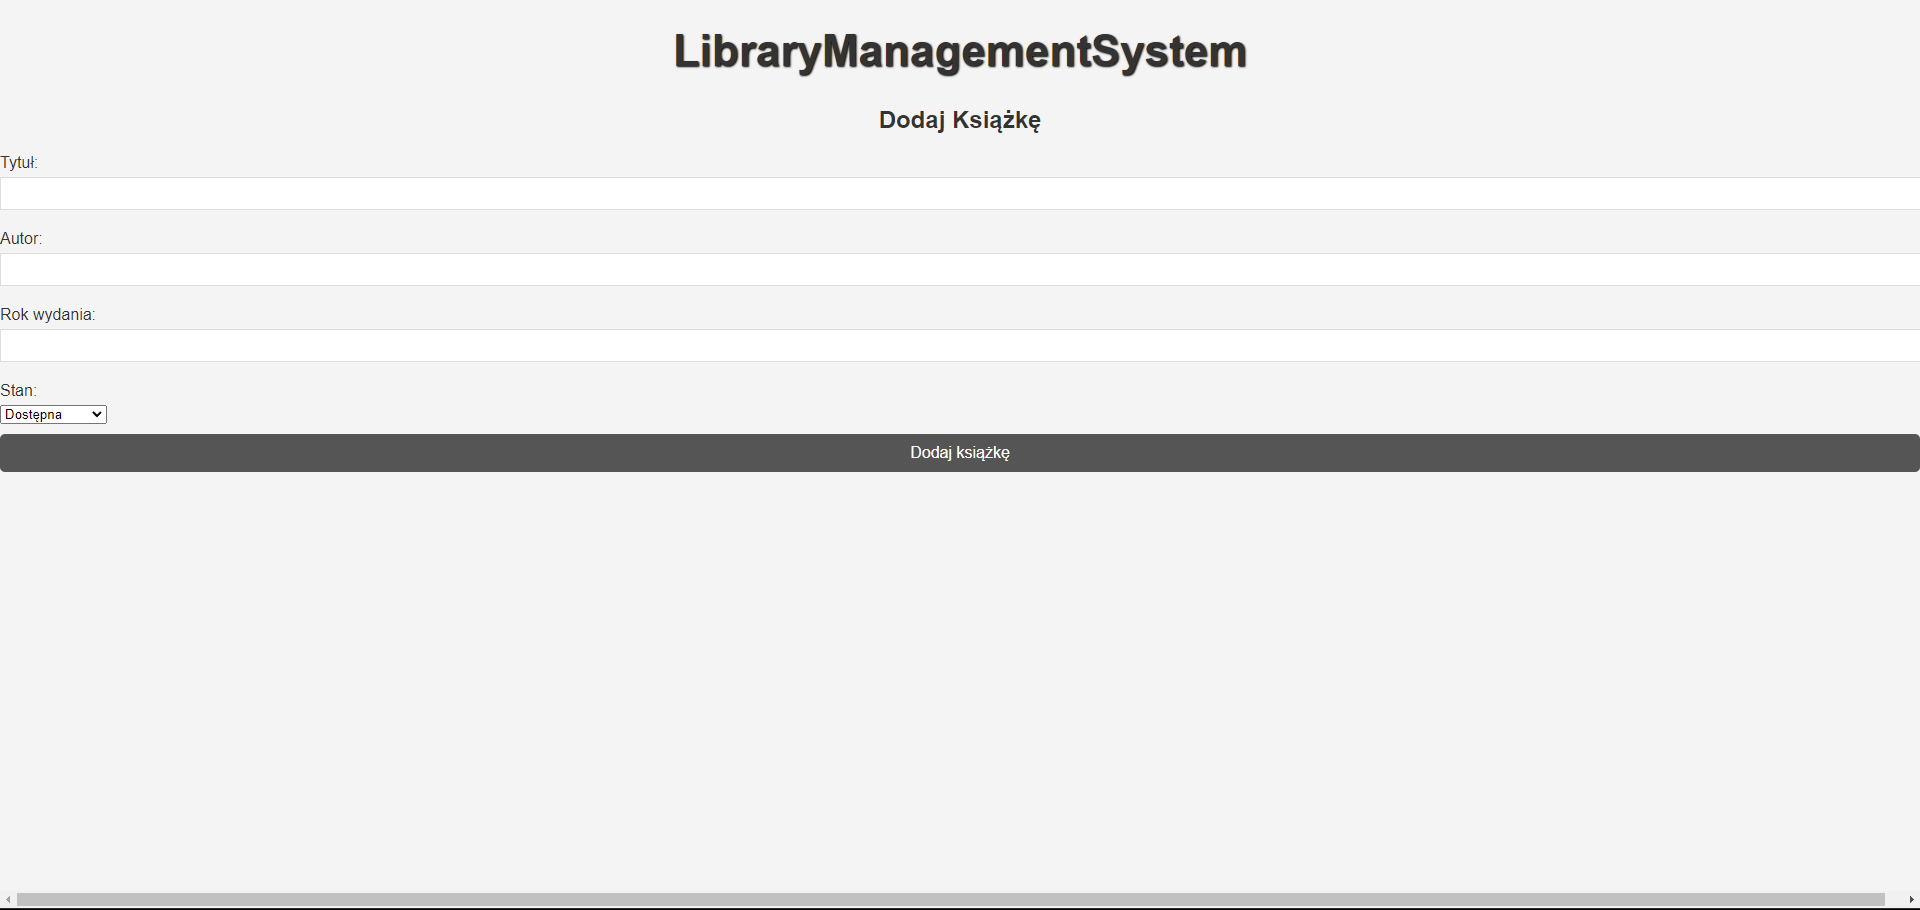 LibraryManagementSystem
Dodaj Książkę
Tytuł:
Autor:
Rok wydania:
Stan:
Dostępna
Dodaj książkę